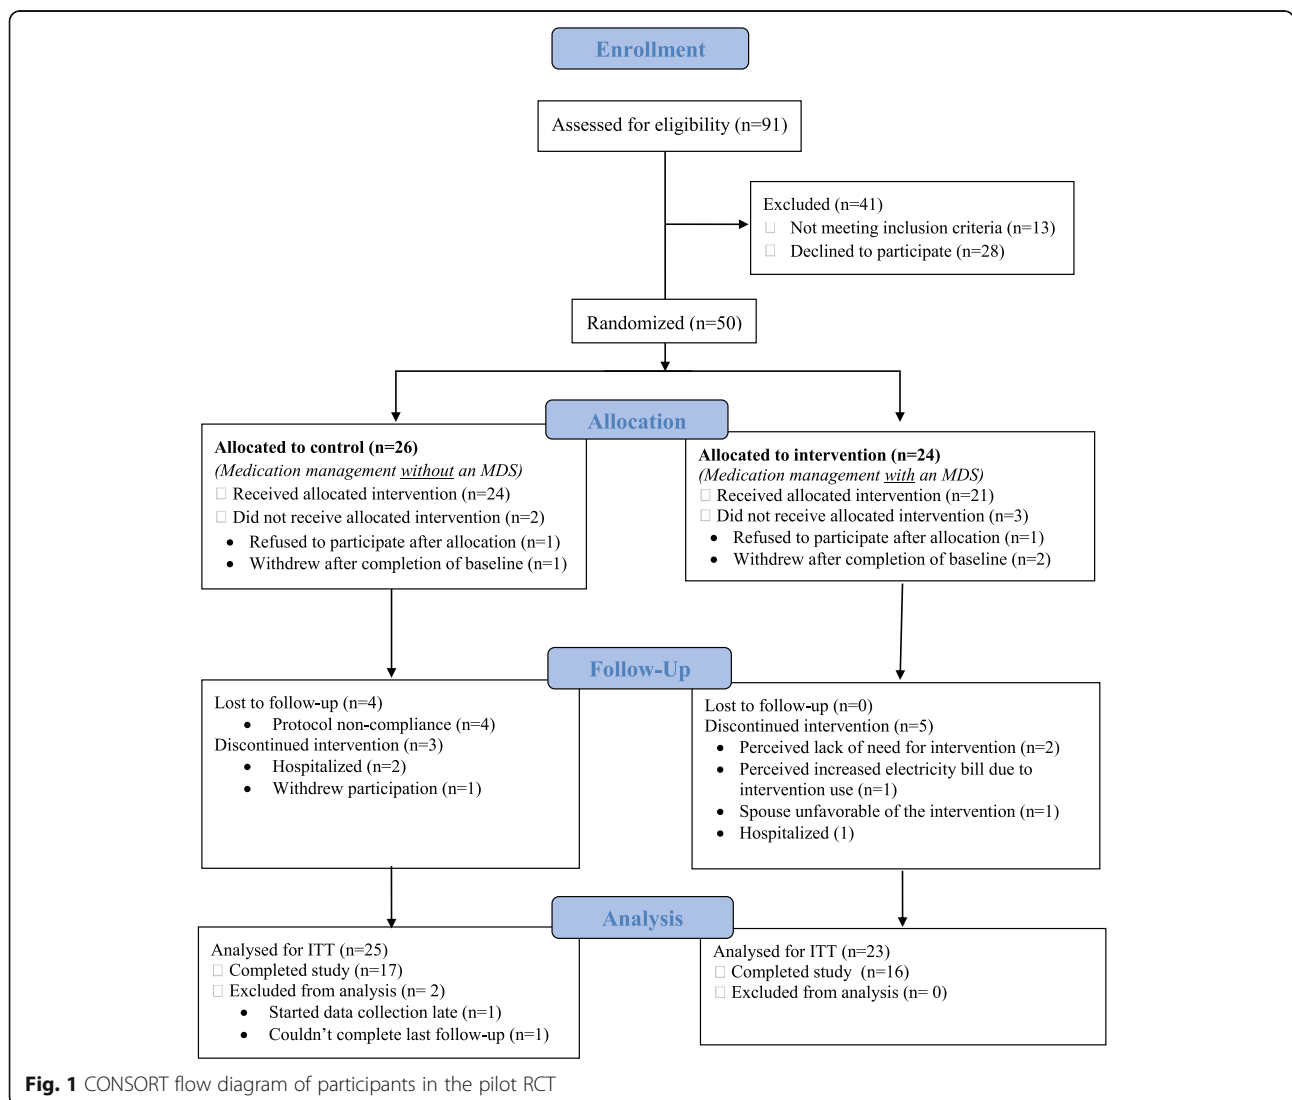 Enrollment
Assessed for eligibility (n=91)
Excluded (n=41)
Not meeting inclusion criteria (n=13)
Declined to participate (n=28)
Randomized (n=50)
Allocation
Allocated to control (n=26)
(Medication management without an MDS)
Received allocated intervention (n=24)
Did not receive allocated intervention (n=2)
• Refused to participate after allocation (n=1)
• Withdrew after completion of baseline (n=1)
Allocated to intervention (n=24)
(Medication management with an MDS)
Received allocated intervention (n=21)
Did not receive allocated intervention (n=3)
• Refused to participate after allocation (n=1)
• Withdrew after completion of baseline (n=2)
Follow-Up
Lost to follow-up (n=4)
• Protocol non-compliance (n=4)
Discontinued intervention (n=3)
• Hospitalized (n=2)
• Withdrew participation (n=1)
Lost to follow-up (n=0)
Discontinued intervention (n=5)
• Perceived lack of need for intervention (n=2)
• Perceived increased electricity bill due to
intervention use (n=1)
• Spouse unfavorable of the intervention (n=1)
• Hospitalized (1)
Analysis
Analysed for ITT (n=25)
Completed study (n=17)
Excluded from analysis (n= 2)
• Started data collection late (n=1)
• Couldn't complete last follow-up (n=1)
Analysed for ITT (n=23)
Completed study (n=16)
Excluded from analysis (n= 0)
Fig. 1 CONSORT flow diagram of participants in the pilot RCT